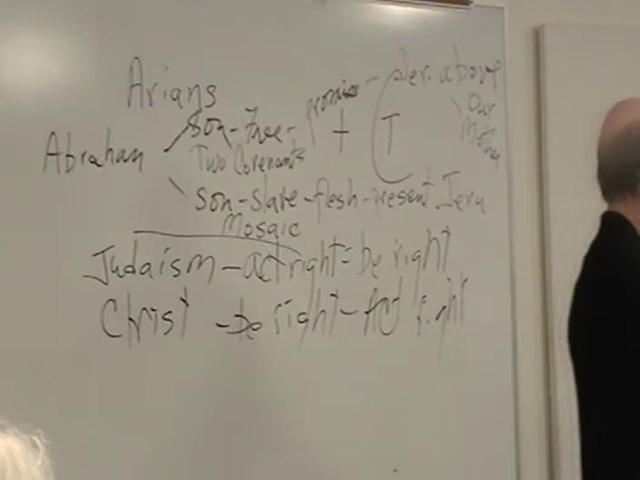 Arians
Jer. above
Our
Mother
Abraham
Son-free-promise
Two Covenants
+
T
Son-slave-flesh-present Jeru
Mosaic
Judaism-act right=be right
Christ -be right-Act right